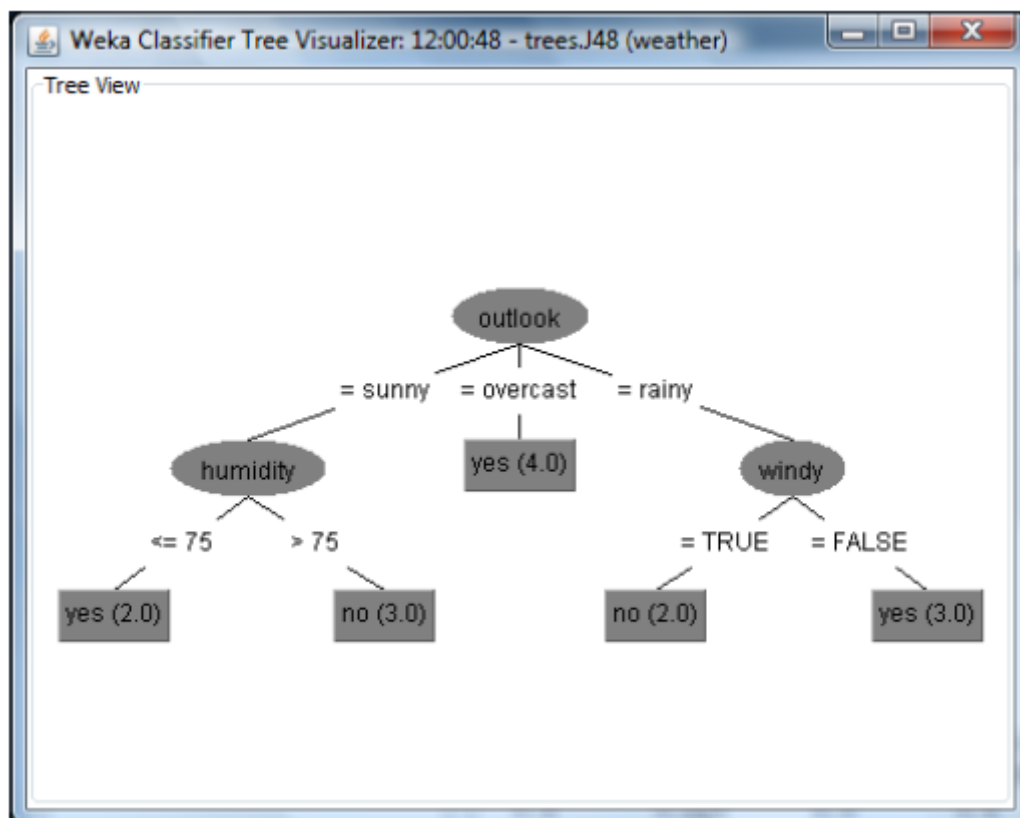 Weka Classifier Tree Visualizer: 12:00:48 - trees.J48 (weather)
Tree View
outlook
= sunny = overcast = rainy
humidity yes (4.0) windy
<= 75 > 75 = TRUE = FALSE
yes (2.0) no (3.0) no (2.0) yes (3.0)